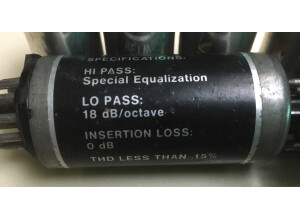 Specifications:
HI PASS:
Special Equalization
LO PASS:
18 dB/octave
INSERTION LOSS:
0 dB
THD LESS THAN .15%